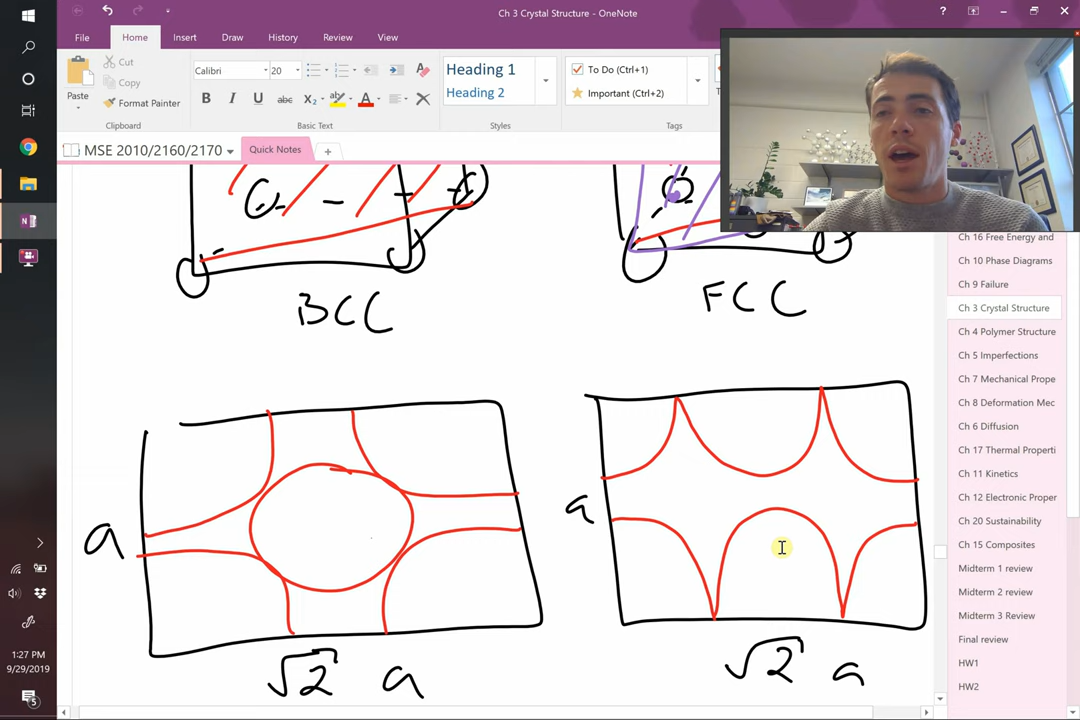 Ch 3 Crystal Structure - OneNote
File Home Insert Draw History Review View
Paste
Cut
Copy
Format Painter
Clipboard
Calibri 20
B I U abc X₂ A
Basic Text
Heading 1
Heading 2
Styles
To Do (Ctrl+1)
Important (Ctrl+2)
Tags
MSE 2010/2160/2170
Quick Notes
+
BCC
FCC
a
√2 a
a
√2 a
Ch 16 Free Energy and
Ch 10 Phase Diagrams
Ch 9 Failure
Ch 3 Crystal Structure
Ch 4 Polymer Structure
Ch 5 Imperfections
Ch 7 Mechanical Prope
Ch 8 Deformation Mec
Ch 6 Diffusion
Ch 17 Thermal Properti
Ch 11 Kinetics
Ch 12 Electronic Proper
Ch 20 Sustainability
Ch 15 Composites
Midterm 1 review
Midterm 2 review
Midterm 3 Review
Final review
HW1
HW2
1:27 PM
9/29/2019
5